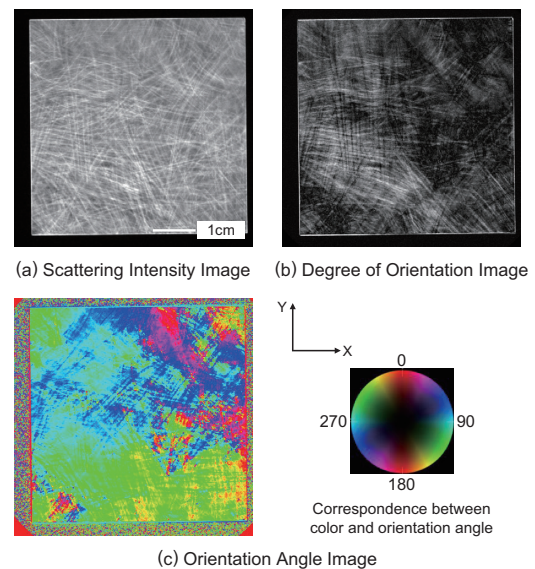 1cm
(a) Scattering Intensity Image
(b) Degree of Orientation Image
Y
X
0
270
90
180
Correspondence between
color and orientation angle
(c) Orientation Angle Image